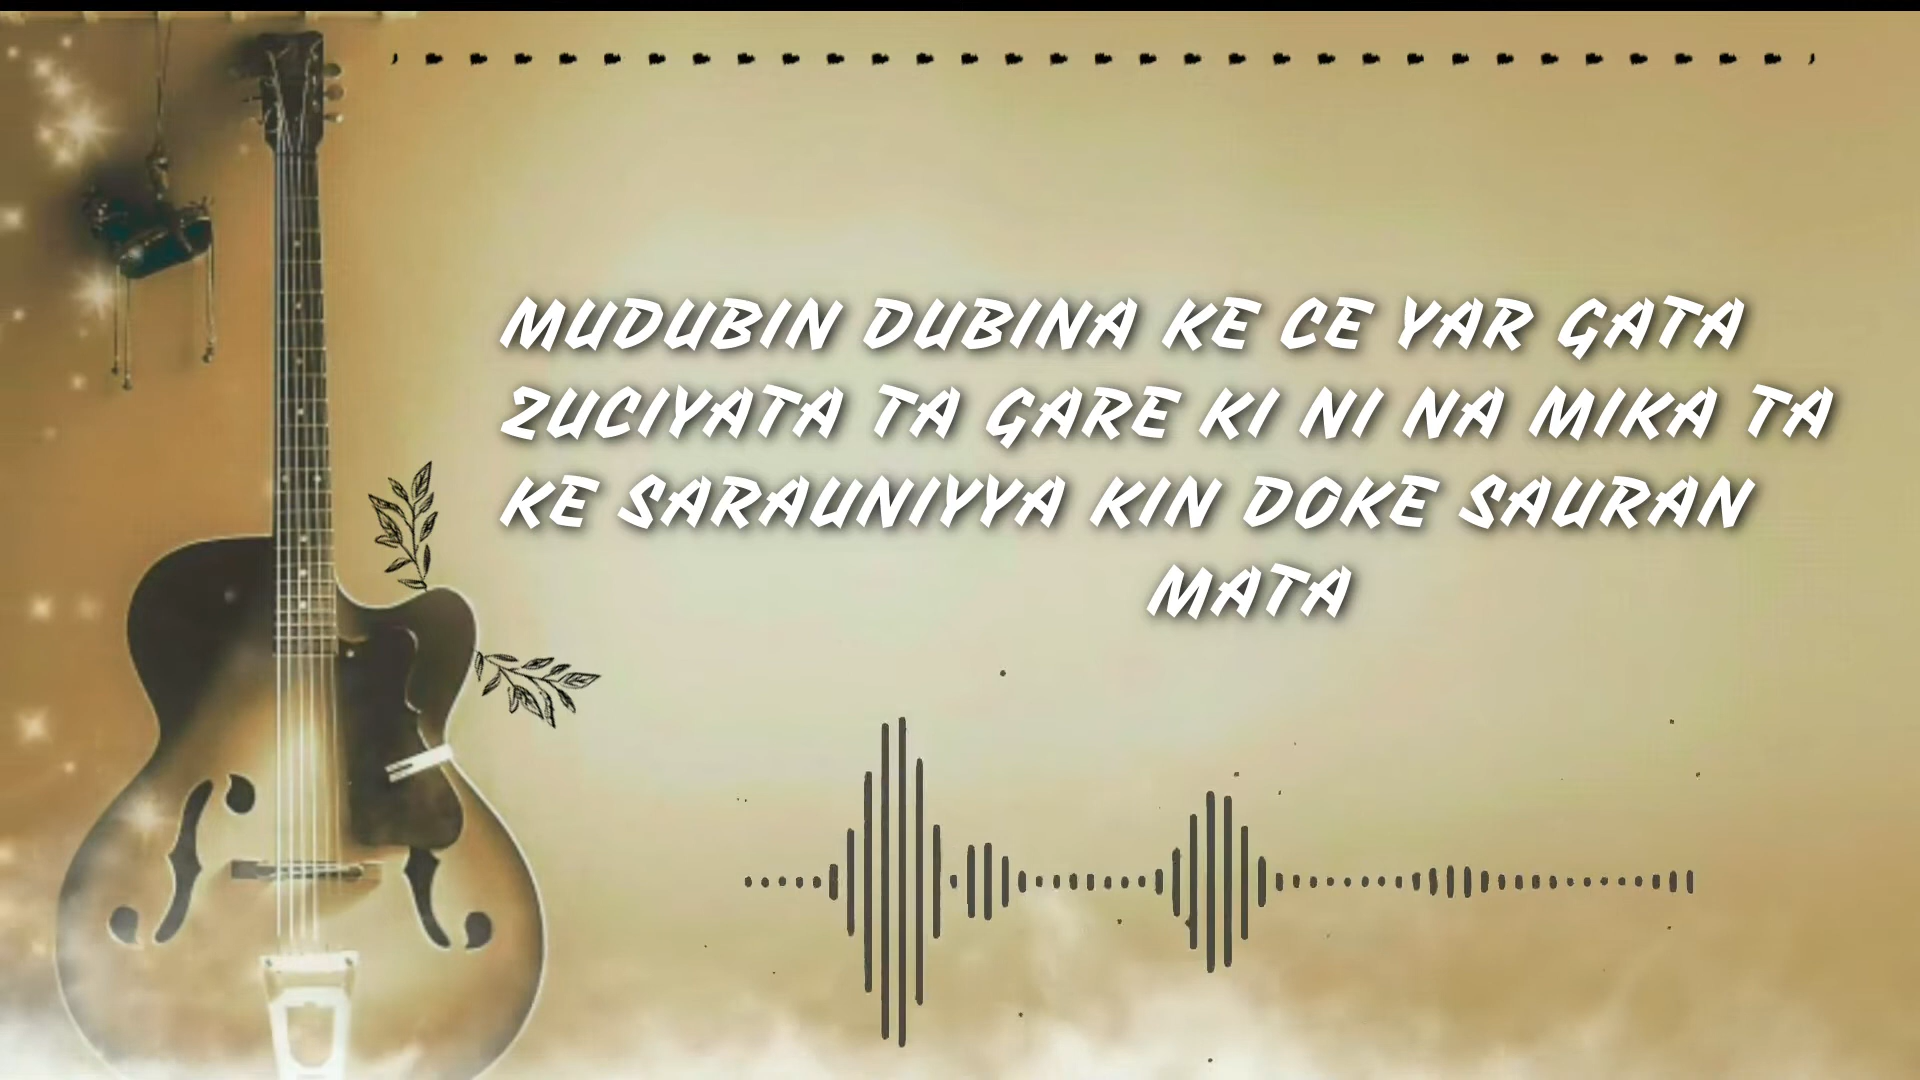 MUDUBIN DUBINA KE CE YAR GATA
ZUCIYATA TA GARE KI NI NA MIKA TA
KE SARAUNIYYA KIN DOKE SAURAN
MATA